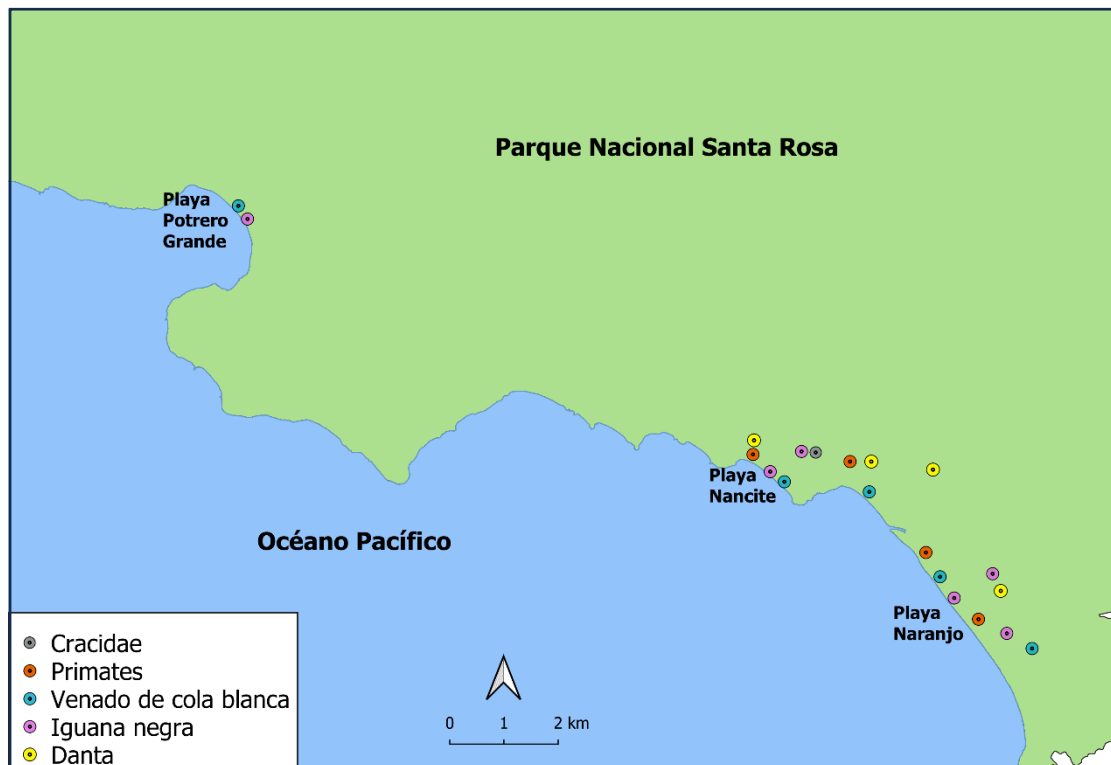 Parque Nacional Santa Rosa
Playa
Potrero
Grande
Playa
Nancite
Océano Pacífico
Playa
Naranjo
Cracidae
Primates
Venado de cola blanca
Iguana negra
Danta
0 1 2 km